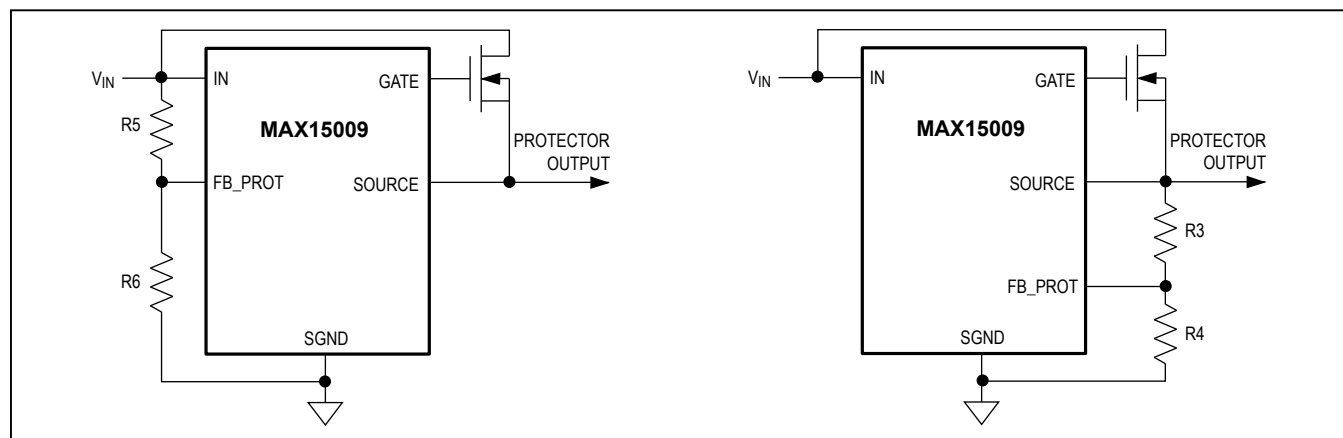 V_IN
IN
GATE
R5
MAX15009
PROTECTOR
OUTPUT
FB_PROT
SOURCE
R6
SGND
V_IN
IN
GATE
MAX15009
PROTECTOR
OUTPUT
SOURCE
R3
FB_PROT
R4
SGND